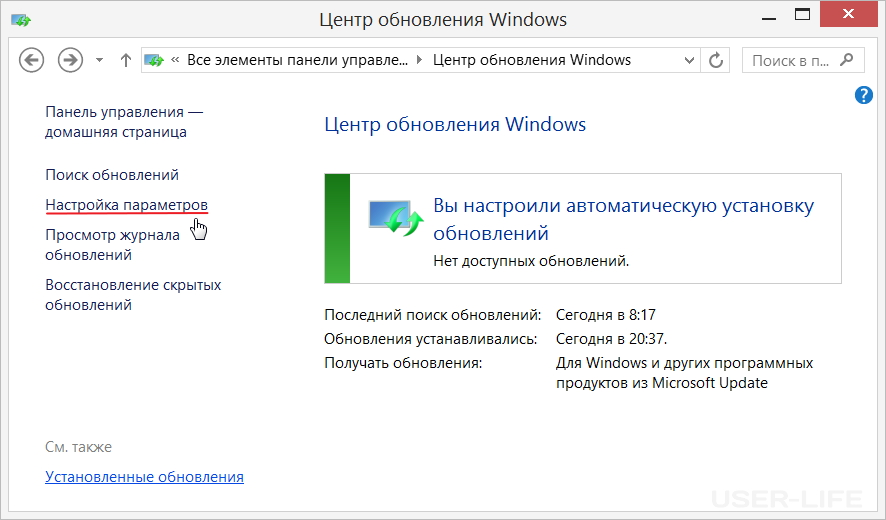 Центр обновления Windows
« Все элементы панели управле... Центр обновления Windows
Поиск в п...
Панель управления —
домашняя страница
Поиск обновлений
Настройка параметров
Просмотр журнала
обновлений
Восстановление скрытых
обновлений
См. также
Установленные обновления
?
Центр обновления Windows
Вы настроили автоматическую установку
обновлений
Нет доступных обновлений.
Последний поиск обновлений: Сегодня в 8:17
Обновления устанавливались: Сегодня в 20:37.
Получать обновления: Для Windows и других программных
продуктов из Microsoft Update
USER-LIFE